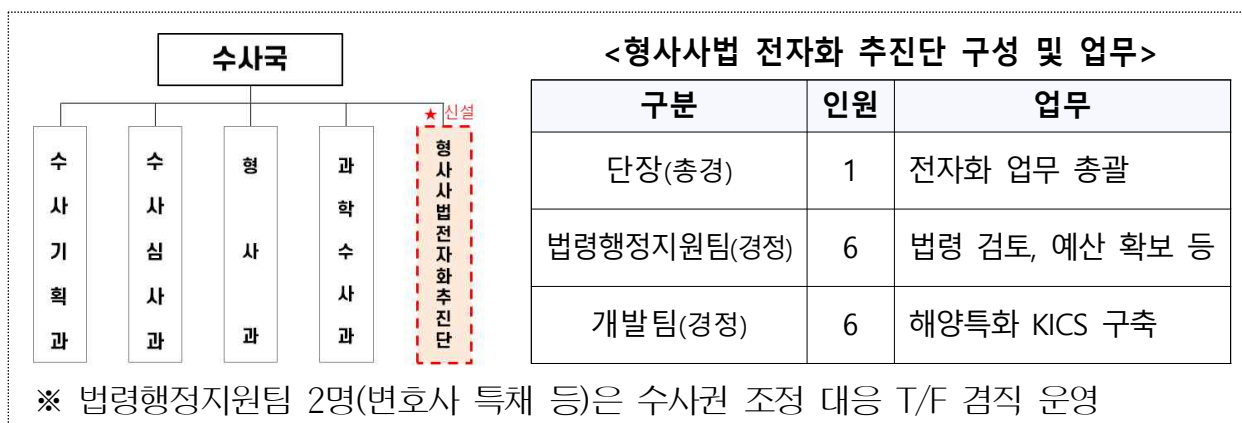 수사국
★ 신설
수사기획과
수사심사과
형사과
과학수사과
형사사법전자화추진단
<형사사법 전자화 추진단 구성 및 업무>
구분 인원 업무
단장(총경) 1 전자화 업무 총괄
법령행정지원팀(경정) 6 법령 검토, 예산 확보 등
개발팀(경정) 6 해양특화 KICS 구축
※ 법령행정지원팀 2명(변호사 특채 등)은 수사권 조정 대응 T/F 겸직 운영